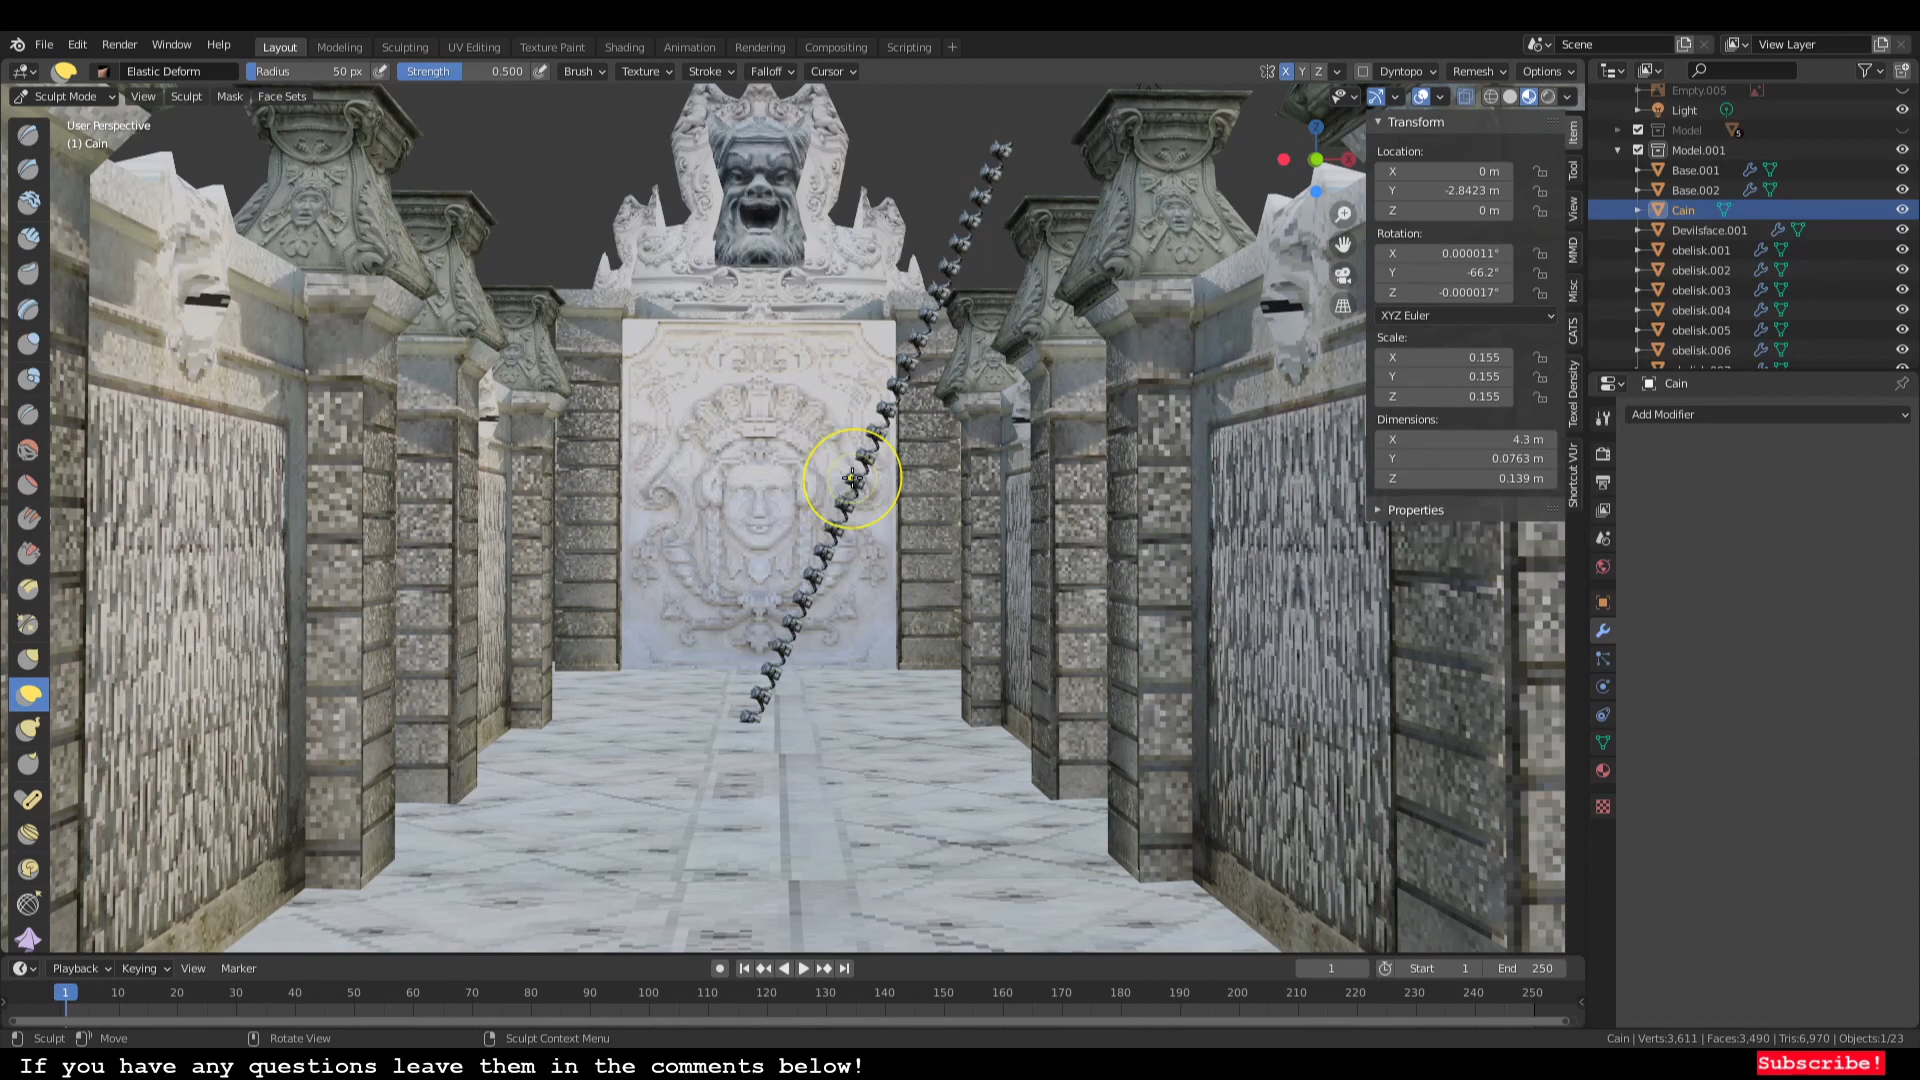 File Edit Render Window Help Layout Modeling Sculpting UV Editing Texture Paint Shading Animation Rendering Compositing Scripting + Scene View Layer
Elastic Deform Radius 50 px Strength 0.500 Brush Texture Stroke Falloff Cursor X Y Z Dyntopo Remesh Options
Sculpt Mode View Sculpt Mask Face Sets
User Perspective
(1) Cain
Transform
Location:
X 0 m
Y -2.8423 m
Z 0 m
Rotation:
X 0.000011°
Y -66.2°
Z -0.000017°
XYZ Euler
Scale:
X 0.155
Y 0.155
Z 0.155
Dimensions:
X 4.3 m
Y 0.0763 m
Z 0.139 m
Properties
Item
Tool
View
MMD
Misc
CATS
Texel Density
Shortcut VUr
Empty.005
Light
Model 5
Model.001
Base.001
Base.002
Cain
Devilsface.001
obelisk.001
obelisk.002
obelisk.003
obelisk.004
obelisk.005
obelisk.006
Cain
Add Modifier
Playback Keying View Marker 1 Start 1 End 250
1 10 20 30 40 50 60 70 80 90 100 110 120 130 140 150 160 170 180 190 200 210 220 230 240 250
Sculpt Move Rotate View Sculpt Context Menu Cain | Verts:3,611 | Faces:3,490 | Tris:6,970 | Objects:1/23
If you have any questions leave them in the comments below! Subscribe!